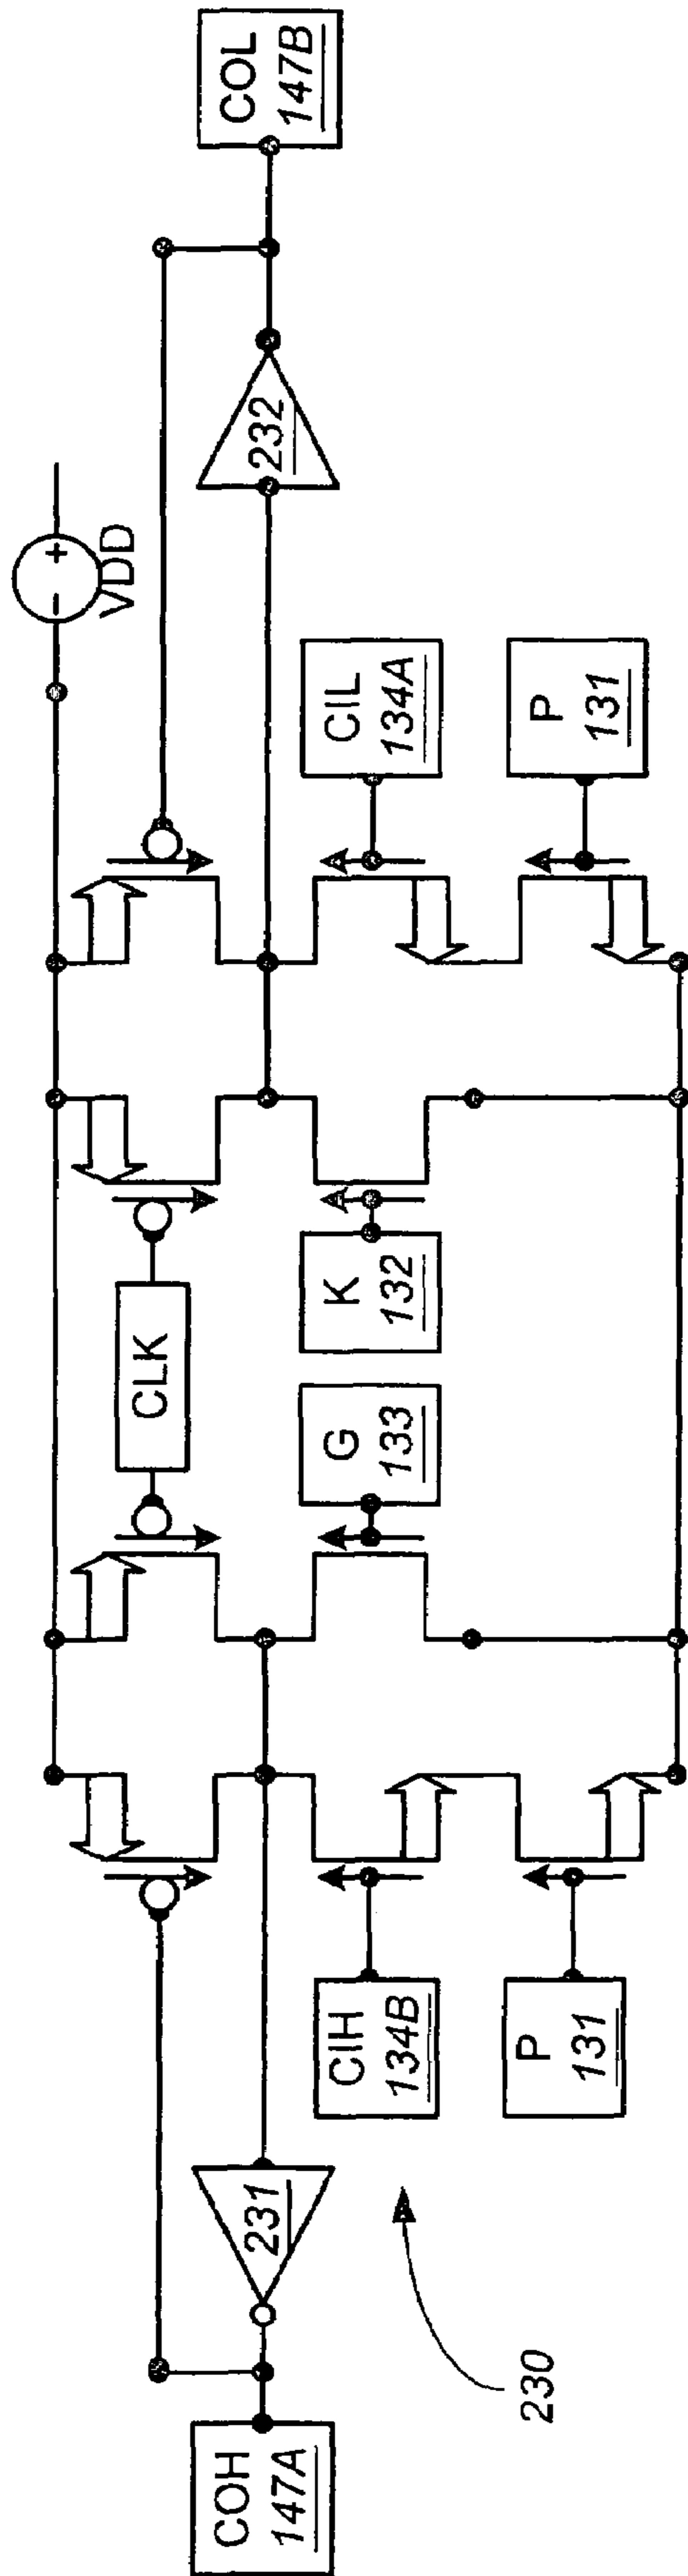 VDD
- +
CLK
COH
147A
231
CIH
134B
P
131
G
133
K
132
CIL
134A
P
131
232
COL
147B
230